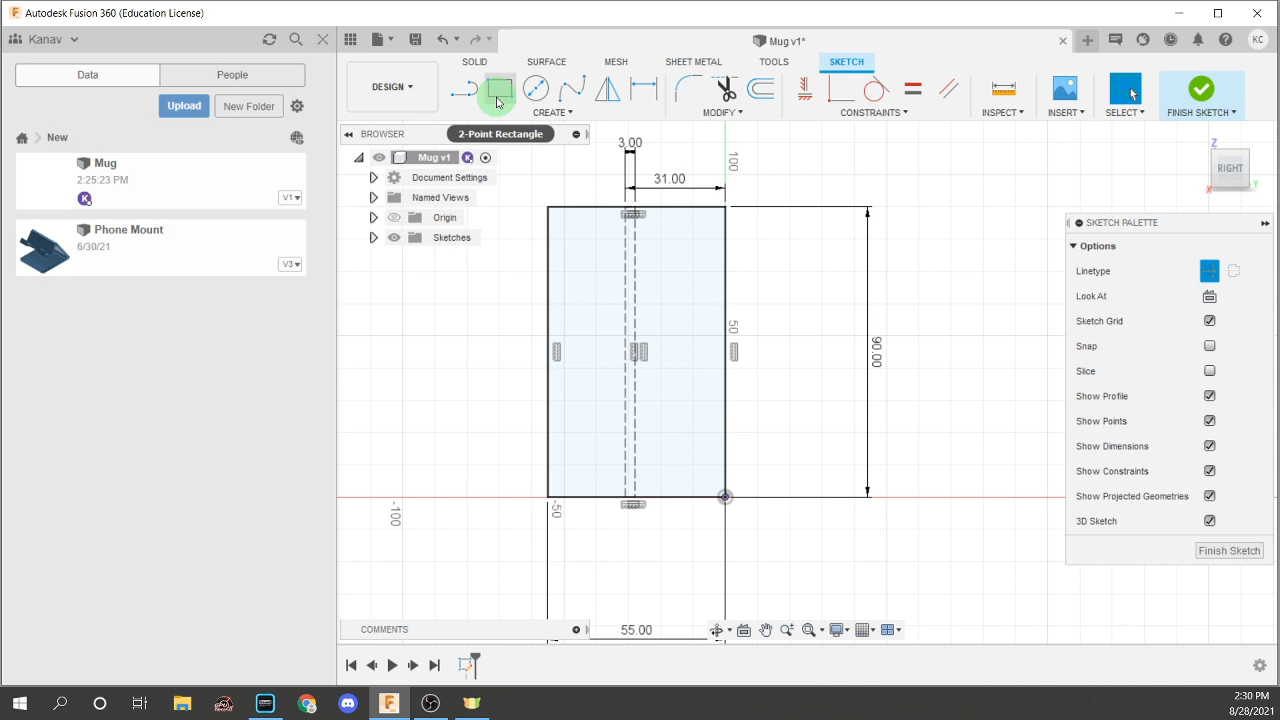 Autodesk Fusion 360 (Education License)
Kanav
Mug v1*
KC
Data
People
Upload
New Folder
New
Mug
2:25:23 PM
K
V1
Phone Mount
6/30/21
V3
DESIGN
SOLID
SURFACE
MESH
SHEET METAL
TOOLS
SKETCH
CREATE
MODIFY
CONSTRAINTS
INSPECT
INSERT
SELECT
FINISH SKETCH
BROWSER
2-Point Rectangle
Mug v1
K
Document Settings
Named Views
Origin
Sketches
3.00
31.00
100
50
90.00
-50
-100
55.00
Z
RIGHT
X
Y
SKETCH PALETTE
Options
Linetype
Look At
Sketch Grid
Snap
Slice
Show Profile
Show Points
Show Dimensions
Show Constraints
Show Projected Geometries
3D Sketch
Finish Sketch
COMMENTS
2:30 PM
8/28/2021